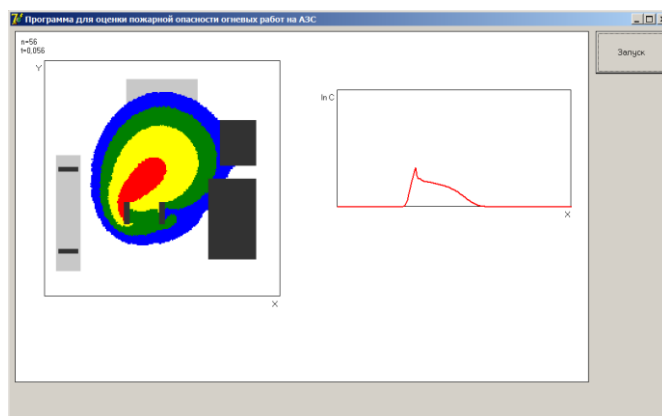 Программа для оценки пожарной опасности огневых работ на АЗС
n=56
t=0.056
Y
X
ln C
X
Запуск